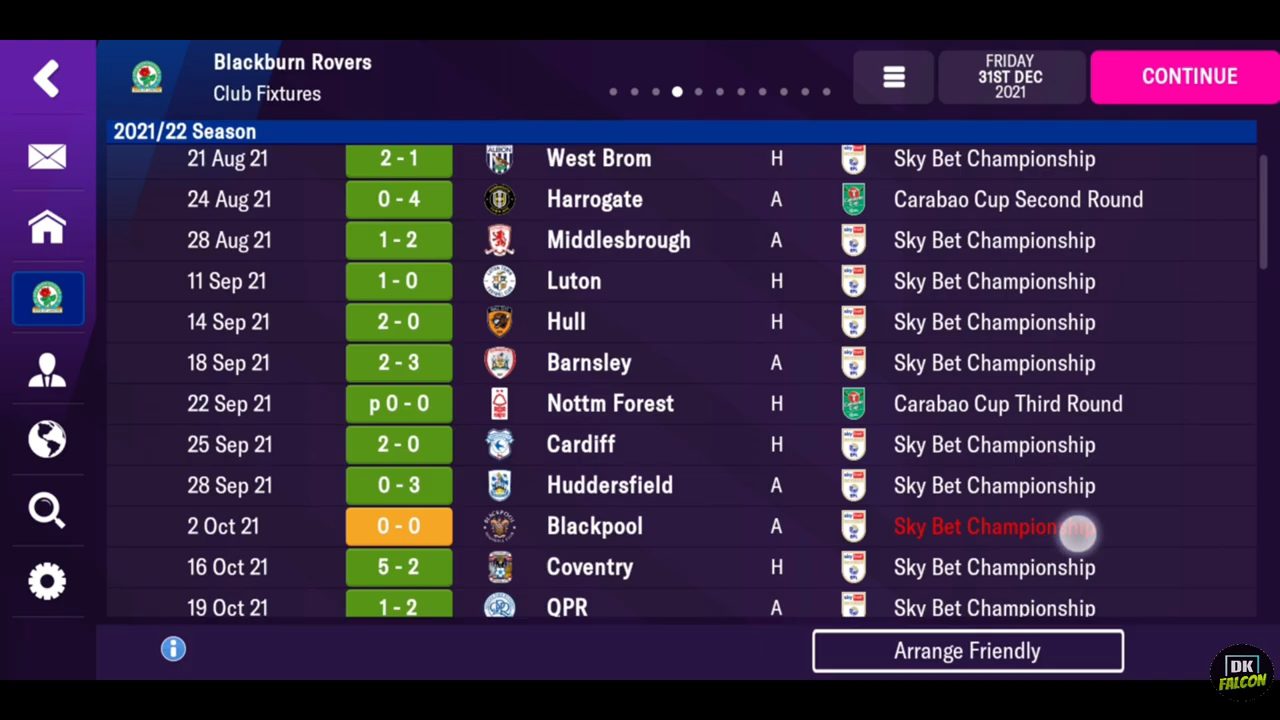 Blackburn Rovers
Club Fixtures
FRIDAY
31ST DEC
2021
CONTINUE
2021/22 Season
21 Aug 21 2 - 1 West Brom H Sky Bet Championship
24 Aug 21 0 - 4 Harrogate A Carabao Cup Second Round
28 Aug 21 1 - 2 Middlesbrough A Sky Bet Championship
11 Sep 21 1 - 0 Luton H Sky Bet Championship
14 Sep 21 2 - 0 Hull H Sky Bet Championship
18 Sep 21 2 - 3 Barnsley A Sky Bet Championship
22 Sep 21 p 0 - 0 Nottm Forest H Carabao Cup Third Round
25 Sep 21 2 - 0 Cardiff H Sky Bet Championship
28 Sep 21 0 - 3 Huddersfield A Sky Bet Championship
2 Oct 21 0 - 0 Blackpool A Sky Bet Championship
16 Oct 21 5 - 2 Coventry H Sky Bet Championship
19 Oct 21 1 - 2 QPR A Sky Bet Championship
Arrange Friendly
DK
FALCON